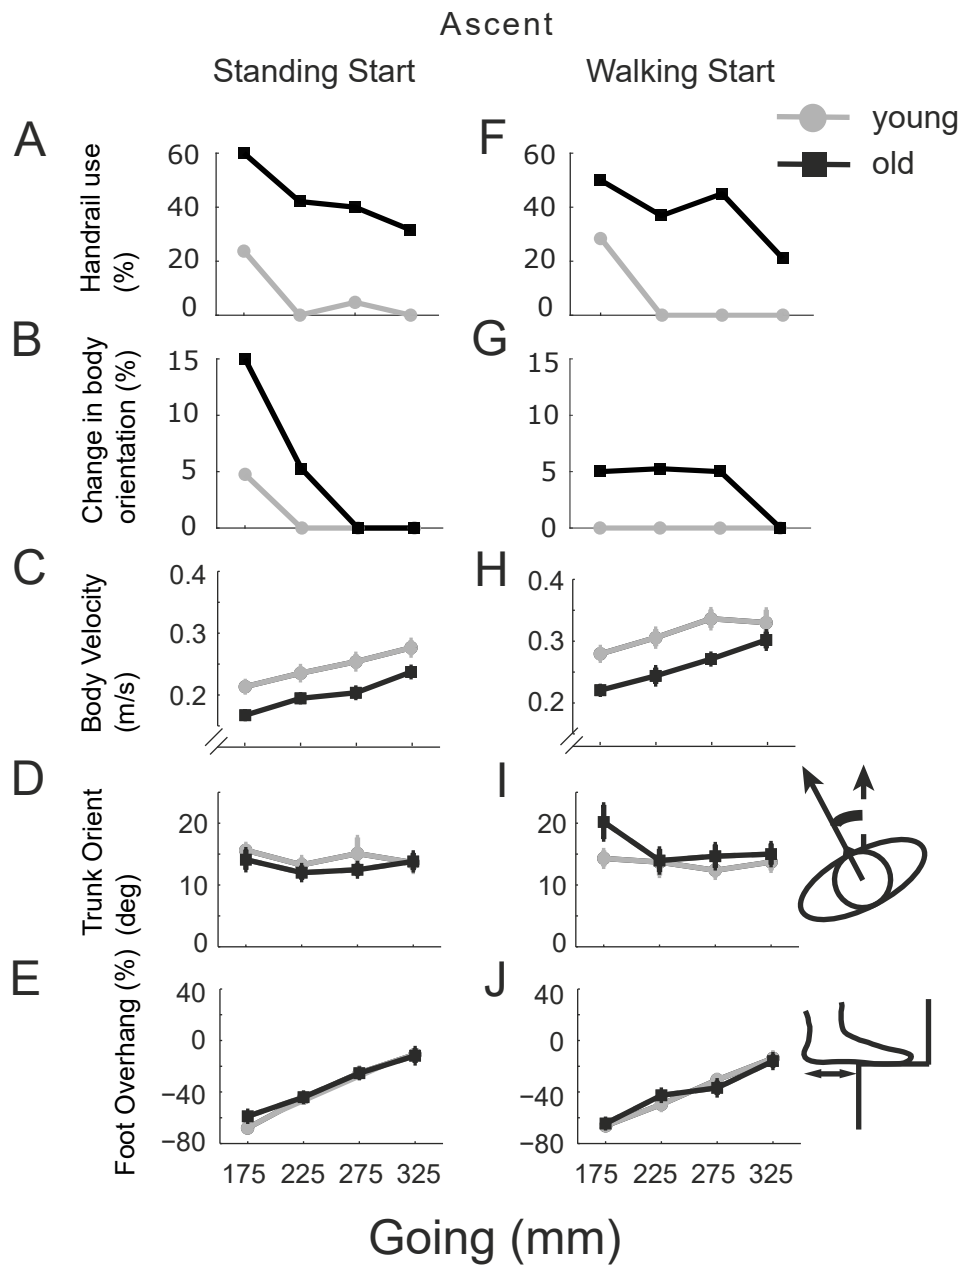 Ascent
Standing Start
Walking Start
young
old
A
Handrail use
(%)
60
40
20
0
F
60
40
20
0
B
Change in body
orientation (%)
15
10
5
0
G
15
10
5
0
C
Body Velocity
(m/s)
0.4
0.3
0.2
H
0.4
0.3
0.2
D
Trunk Orient
(deg)
20
10
0
I
20
10
0
E
Foot Overhang (%)
40
0
−40
−80
175 225 275 325
J
40
0
−40
−80
175 225 275 325
Going (mm)